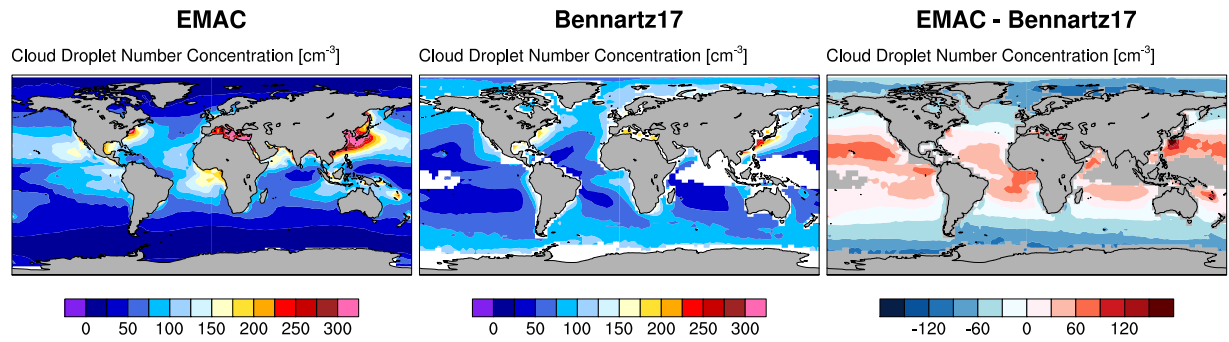 EMAC
Cloud Droplet Number Concentration [cm⁻³]
0 50 100 150 200 250 300
Bennartz17
Cloud Droplet Number Concentration [cm⁻³]
0 50 100 150 200 250 300
EMAC - Bennartz17
Cloud Droplet Number Concentration [cm⁻³]
-120 -60 0 60 120